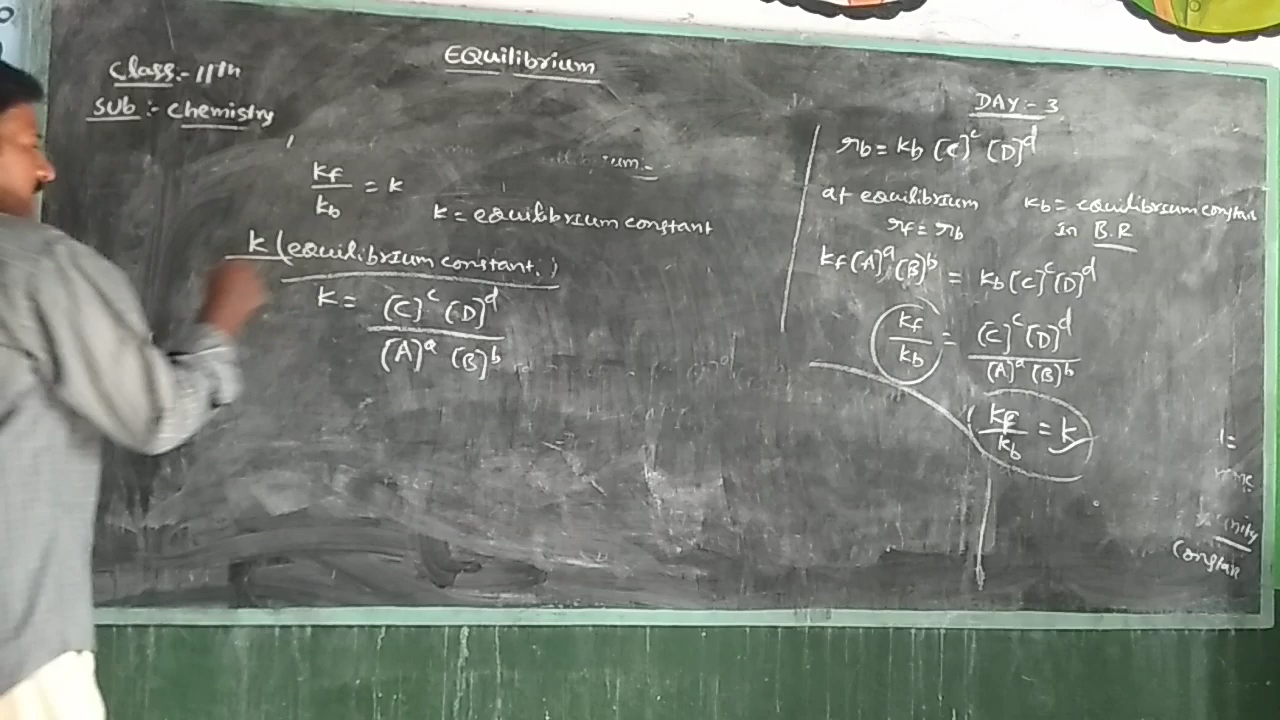 EQuilibrium
Class:- 11th
Sub :- Chemistry
kf/kb = k
k = equilibrium constant
k (equilibrium constant.)
k = (C)^c (D)^d / (A)^a (B)^b
DAY:- 3
rb = kb (C)^c (D)^d
at equilibrium
rf = rb
kb = equilibrium constant
in B.R
kf (A)^a (B)^b = kb (C)^c (D)^d
kf/kb = (C)^c (D)^d / (A)^a (B)^b
kf/kb = k